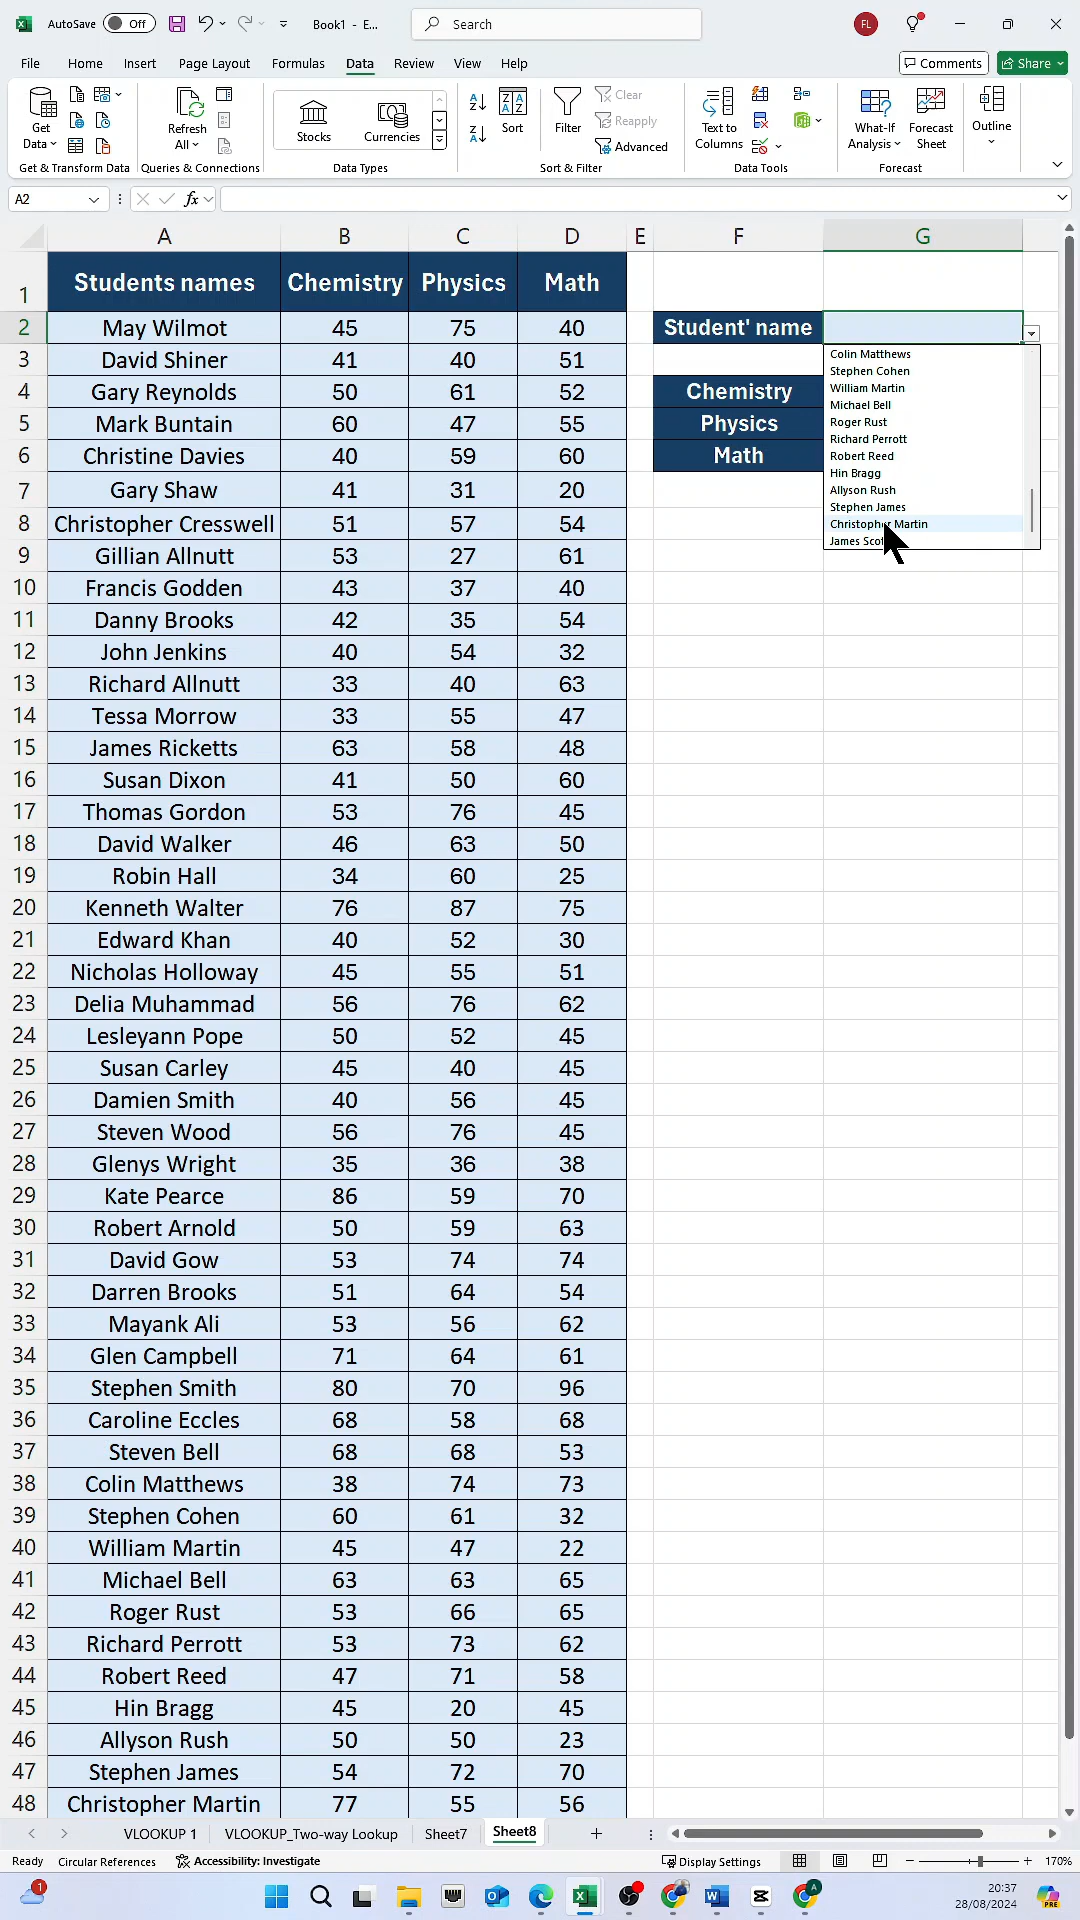 AutoSave Off Book1 - E... Search FL
File Home Insert Page Layout Formulas Data Review View Help Comments Share
Get Data Refresh All Stocks Currencies Sort Filter Clear Reapply Advanced Text to Columns What-If Analysis Forecast Sheet Outline
Get & Transform Data Queries & Connections Data Types Sort & Filter Data Tools Forecast
A2 fx
A B C D E F G
1 Students names Chemistry Physics Math
2 May Wilmot 45 75 40 Student' name
3 David Shiner 41 40 51
4 Gary Reynolds 50 61 52 Chemistry
5 Mark Buntain 60 47 55 Physics
6 Christine Davies 40 59 60 Math
Colin Matthews
Stephen Cohen
William Martin
Michael Bell
Roger Rust
Richard Perrott
Robert Reed
Hin Bragg
Allyson Rush
Stephen James
Christopher Martin
James
7 Gary Shaw 41 31 20
8 Christopher Cresswell 51 57 54
9 Gillian Allnutt 53 27 61
10 Francis Godden 43 37 40
11 Danny Brooks 42 35 54
12 John Jenkins 40 54 32
13 Richard Allnutt 33 40 63
14 Tessa Morrow 33 55 47
15 James Ricketts 63 58 48
16 Susan Dixon 41 50 60
17 Thomas Gordon 53 76 45
18 David Walker 46 63 50
19 Robin Hall 34 60 25
20 Kenneth Walter 76 87 75
21 Edward Khan 40 52 30
22 Nicholas Holloway 45 55 51
23 Delia Muhammad 56 76 62
24 Lesleyann Pope 50 52 45
25 Susan Carley 45 40 45
26 Damien Smith 40 56 45
27 Steven Wood 56 76 45
28 Glenys Wright 35 36 38
29 Kate Pearce 86 59 70
30 Robert Arnold 50 59 63
31 David Gow 53 74 74
32 Darren Brooks 51 64 54
33 Mayank Ali 53 56 62
34 Glen Campbell 71 64 61
35 Stephen Smith 80 70 96
36 Caroline Eccles 68 58 68
37 Steven Bell 68 68 53
38 Colin Matthews 38 74 73
39 Stephen Cohen 60 61 32
40 William Martin 45 47 22
41 Michael Bell 63 63 65
42 Roger Rust 53 66 65
43 Richard Perrott 53 73 62
44 Robert Reed 47 71 58
45 Hin Bragg 45 20 45
46 Allyson Rush 50 50 23
47 Stephen James 54 72 70
48 Christopher Martin 77 55 56
VLOOKUP 1 VLOOKUP_Two-way Lookup Sheet7 Sheet8
Ready Circular References Accessibility: Investigate Display Settings 170%
1 20:37
28/08/2024